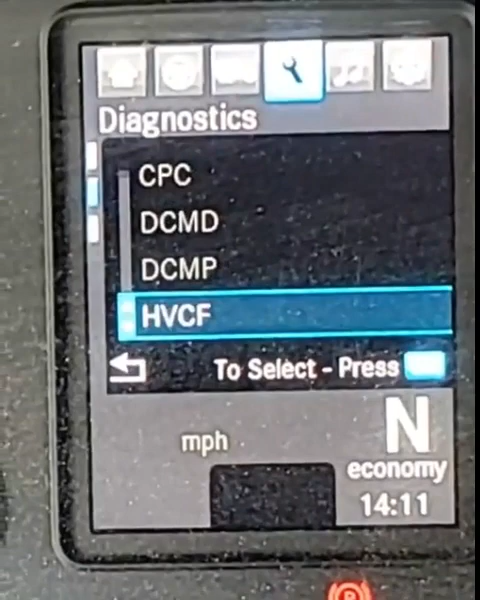 Diagnostics
CPC
DCMD
DCMP
HVCF
To Select - Press
mph
N
economy
14:11